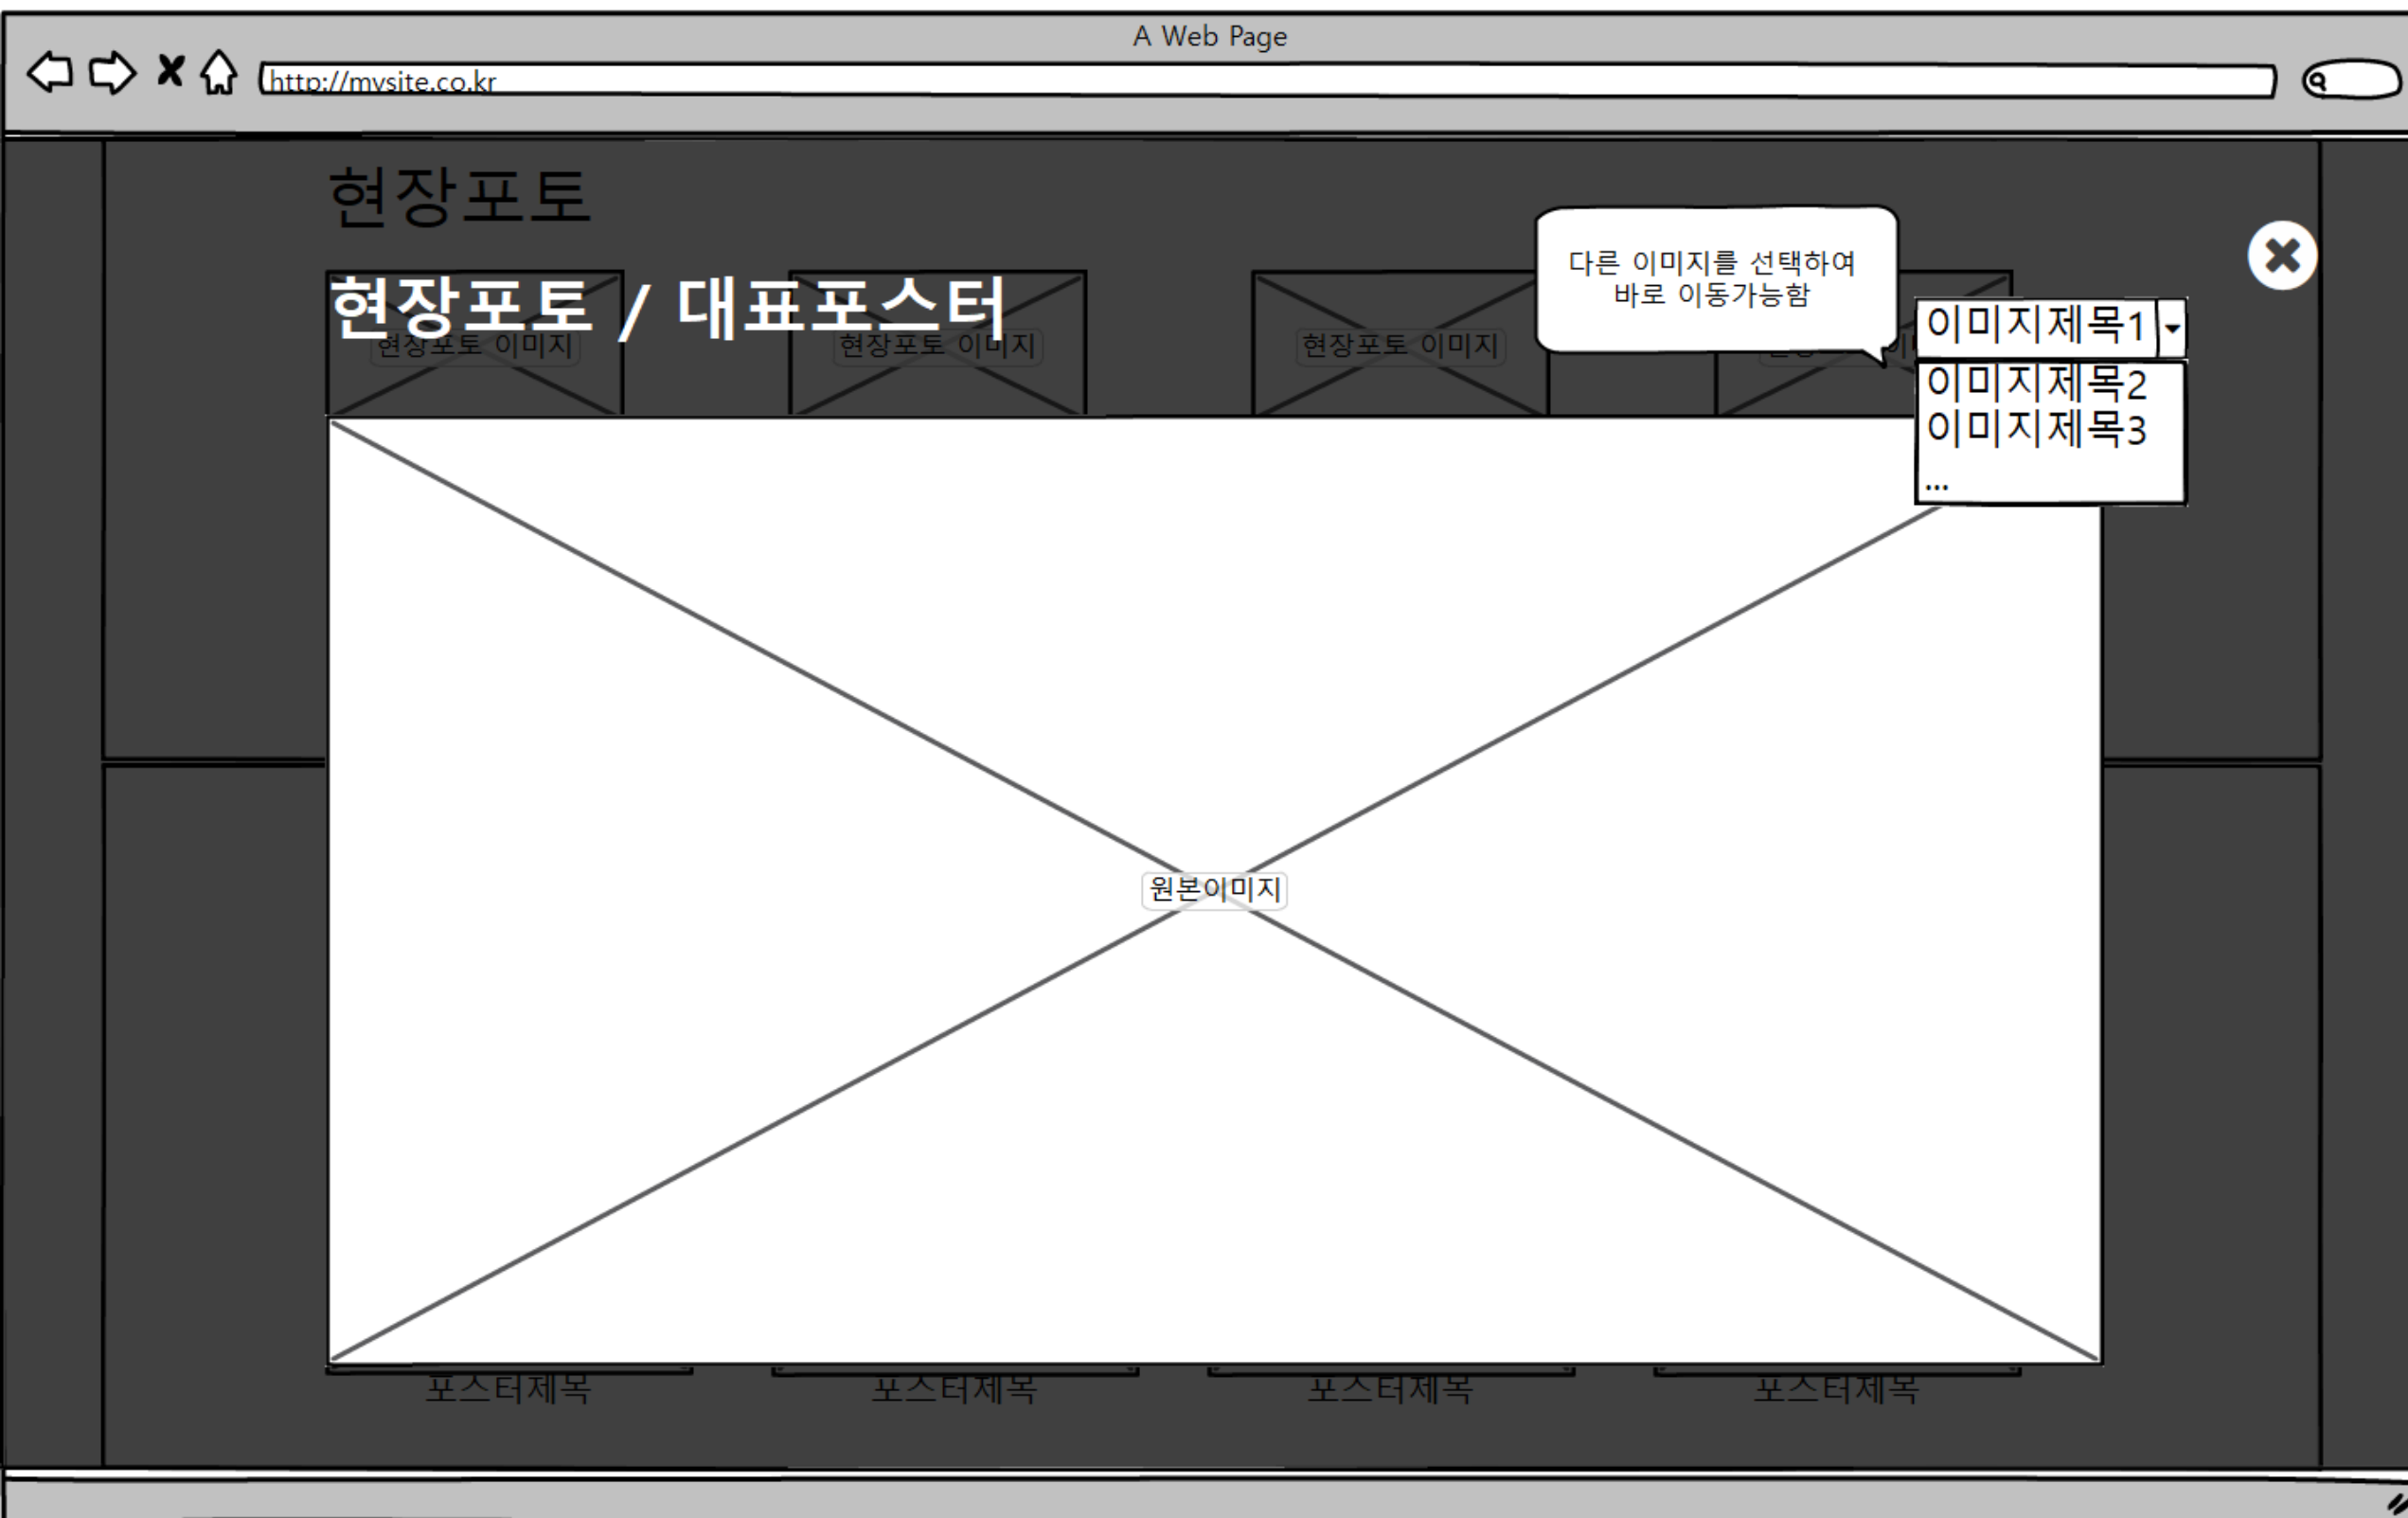 A Web Page
http://mysite.co.kr
현장포토
다른 이미지를 선택하여
바로 이동가능함
현장포토 / 대표포스터
이미지제목1
현장포토 이미지
현장포토 이미지
현장포토 이미지
이미지제목2
이미지제목3
...
원본이미지
포스터제목
포스터제목
포스터제목
포스터제목